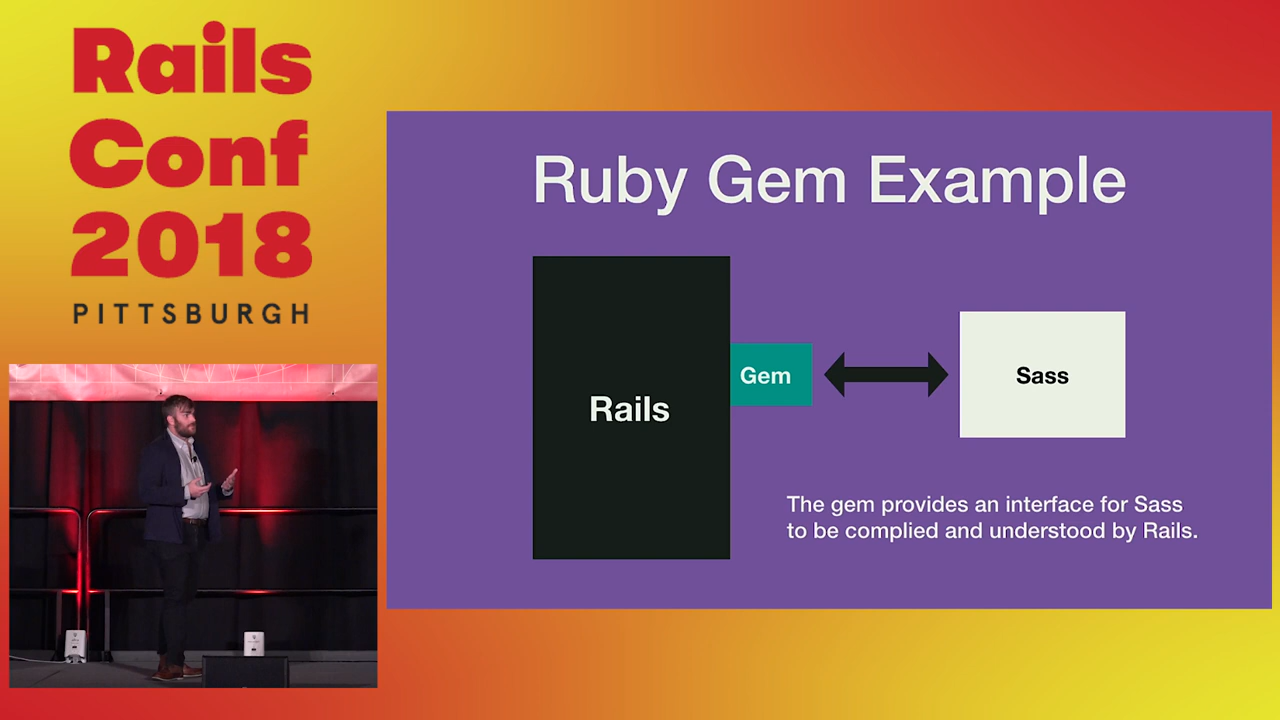 Rails
Conf
2018
PITTSBURGH
Ruby Gem Example
Rails
Gem
Sass
The gem provides an interface for Sass
to be complied and understood by Rails.